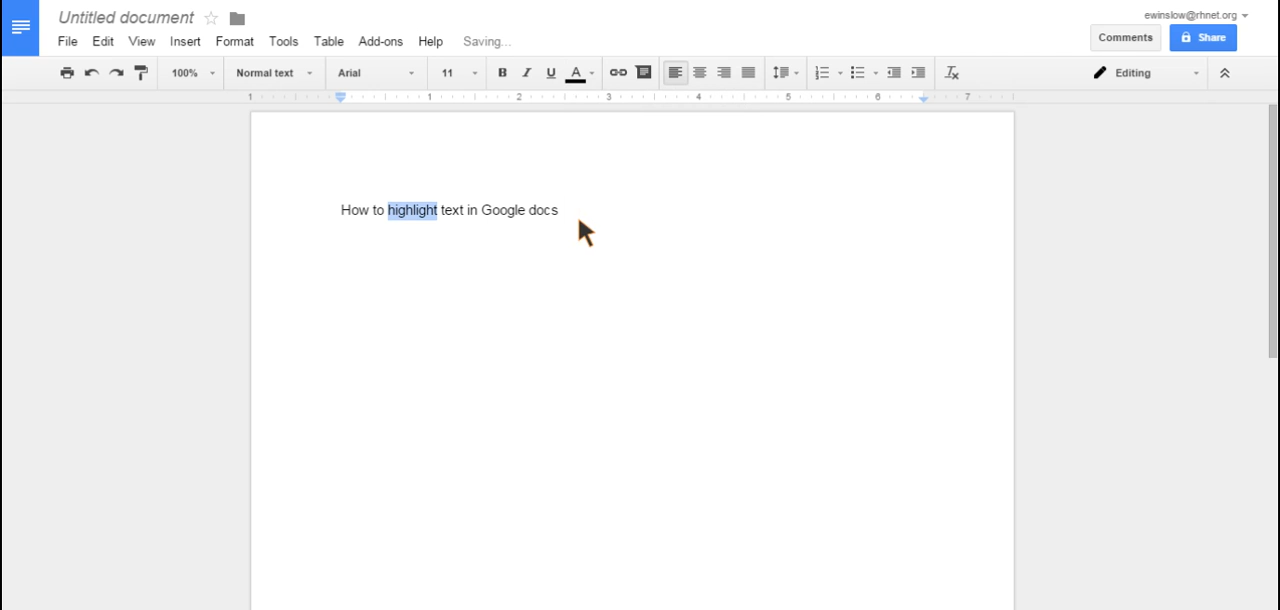 Untitled document
ewinslow@rhnet.org
File Edit View Insert Format Tools Table Add-ons Help Saving...
Comments Share
100% Normal text Arial 11 B I U A Editing
1 1 2 3 4 5 6 7
How to highlight text in Google docs